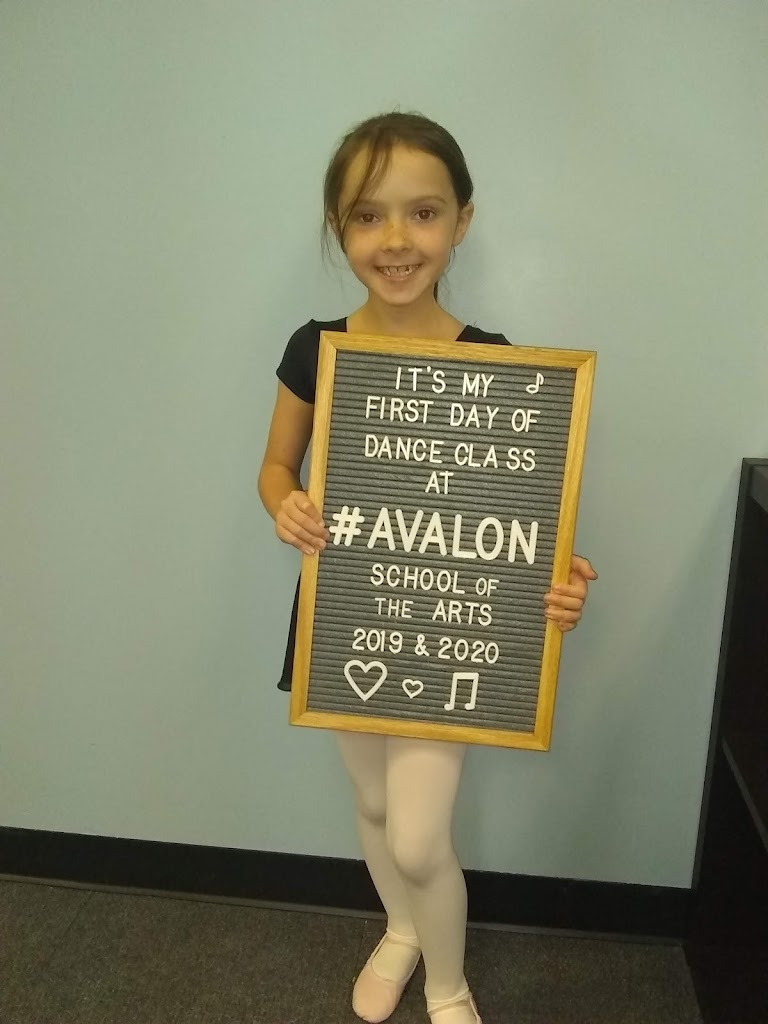 IT'S MY
FIRST DAY OF
DANCE CLASS
AT
#AVALON
SCHOOL OF
THE ARTS
2019 & 2020